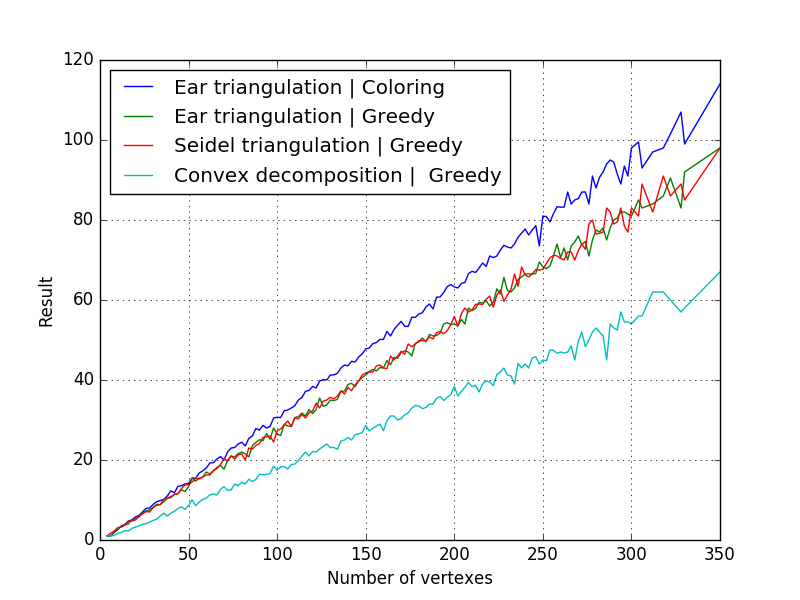 120
100
80
60
40
20
0
Result
Ear triangulation | Coloring
Ear triangulation | Greedy
Seidel triangulation | Greedy
Convex decomposition |  Greedy
0 50 100 150 200 250 300 350
Number of vertexes